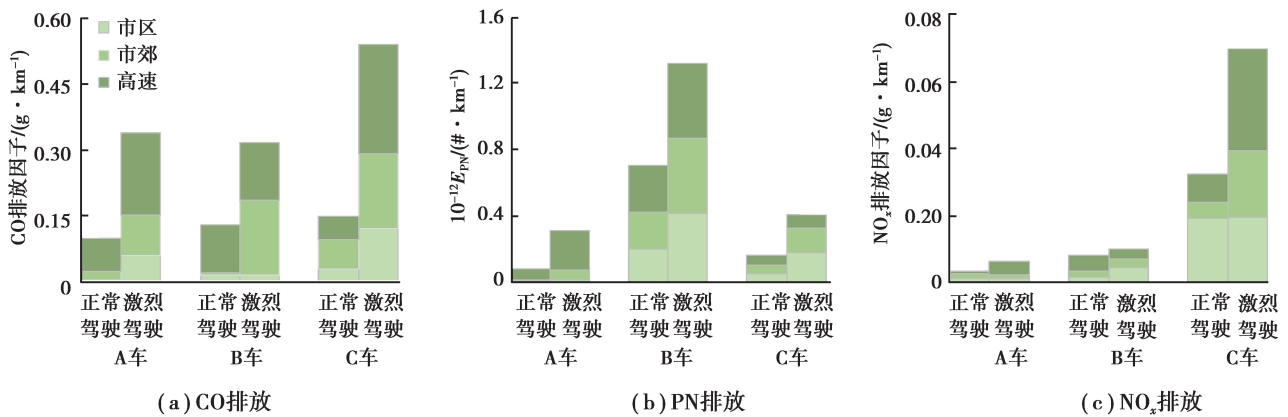 CO排放因子/(g·km⁻¹)
0.60
0.45
0.30
0.15
0
市区
市郊
高速
正常 激烈 正常 激烈 正常 激烈
驾驶 驾驶 驾驶 驾驶 驾驶 驾驶
A车 B车 C车
(a)CO排放
10⁻¹²E_PN/(#·km⁻¹)
1.6
1.2
0.8
0.4
0
正常 激烈 正常 激烈 正常 激烈
驾驶 驾驶 驾驶 驾驶 驾驶 驾驶
A车 B车 C车
(b)PN排放
NOₓ排放因子/(g·km⁻¹)
0.08
0.06
0.04
0.20
0
正常 激烈 正常 激烈 正常 激烈
驾驶 驾驶 驾驶 驾驶 驾驶 驾驶
A车 B车 C车
(c)NOₓ排放